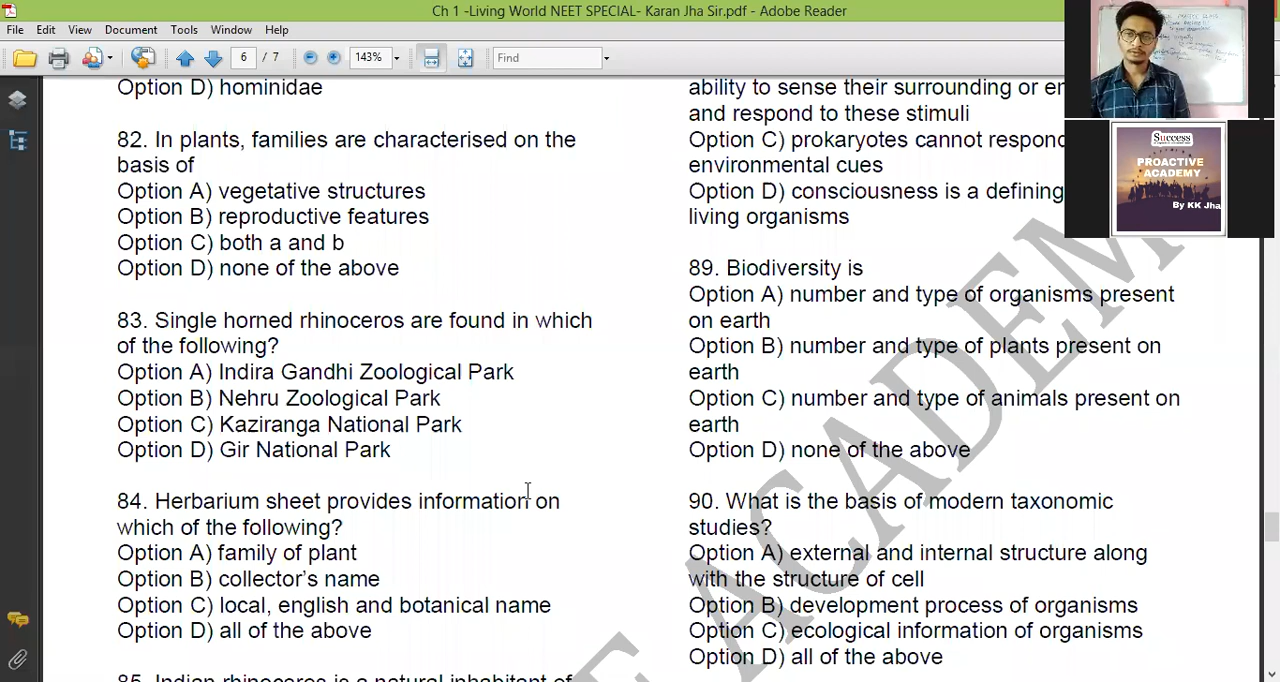 Ch 1 -Living World NEET SPECIAL- Karan Jha Sir.pdf - Adobe Reader
File Edit View Document Tools Window Help
6 / 7 143% Find
Option D) hominidae
82. In plants, families are characterised on the
basis of
Option A) vegetative structures
Option B) reproductive features
Option C) both a and b
Option D) none of the above
83. Single horned rhinoceros are found in which
of the following?
Option A) Indira Gandhi Zoological Park
Option B) Nehru Zoological Park
Option C) Kaziranga National Park
Option D) Gir National Park
84. Herbarium sheet provides information on
which of the following?
Option A) family of plant
Option B) collector's name
Option C) local, english and botanical name
Option D) all of the above
85. Indian rhinoceros is a natural inhabitant of
ability to sense their surrounding or en
and respond to these stimuli
Option C) prokaryotes cannot respond
environmental cues
Option D) consciousness is a defining
living organisms
89. Biodiversity is
Option A) number and type of organisms present
on earth
Option B) number and type of plants present on
earth
Option C) number and type of animals present on
earth
Option D) none of the above
90. What is the basis of modern taxonomic
studies?
Option A) external and internal structure along
with the structure of cell
Option B) development process of organisms
Option C) ecological information of organisms
Option D) all of the above
E ACADEM
Success
PROACTIVE
ACADEMY
By KK Jha